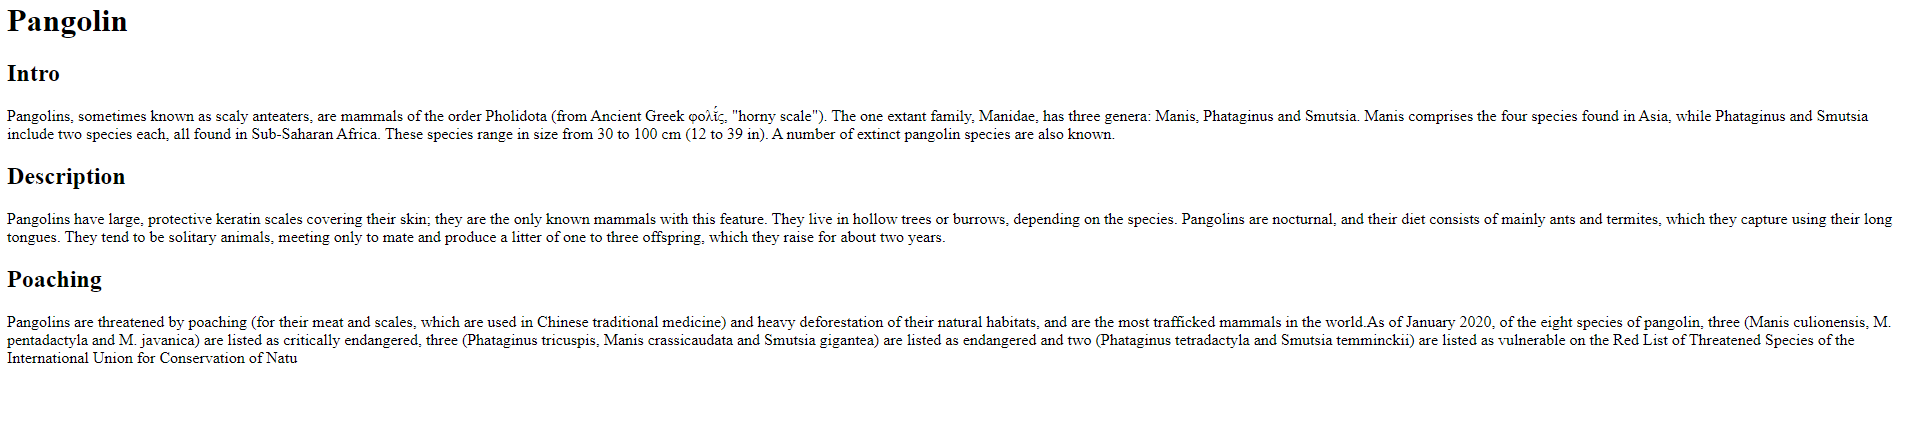 Pangolin
Intro
Pangolins, sometimes known as scaly anteaters, are mammals of the order Pholidota (from Ancient Greek φολῐ́ς, "horny scale"). The one extant family, Manidae, has three genera: Manis, Phataginus and Smutsia. Manis comprises the four species found in Asia, while Phataginus and Smutsia
include two species each, all found in Sub-Saharan Africa. These species range in size from 30 to 100 cm (12 to 39 in). A number of extinct pangolin species are also known.
Description
Pangolins have large, protective keratin scales covering their skin; they are the only known mammals with this feature. They live in hollow trees or burrows, depending on the species. Pangolins are nocturnal, and their diet consists of mainly ants and termites, which they capture using their long
tongues. They tend to be solitary animals, meeting only to mate and produce a litter of one to three offspring, which they raise for about two years.
Poaching
Pangolins are threatened by poaching (for their meat and scales, which are used in Chinese traditional medicine) and heavy deforestation of their natural habitats, and are the most trafficked mammals in the world.As of January 2020, of the eight species of pangolin, three (Manis culionensis, M.
pentadactyla and M. javanica) are listed as critically endangered, three (Phataginus tricuspis, Manis crassicaudata and Smutsia gigantea) are listed as endangered and two (Phataginus tetradactyla and Smutsia temminckii) are listed as vulnerable on the Red List of Threatened Species of the
International Union for Conservation of Natu